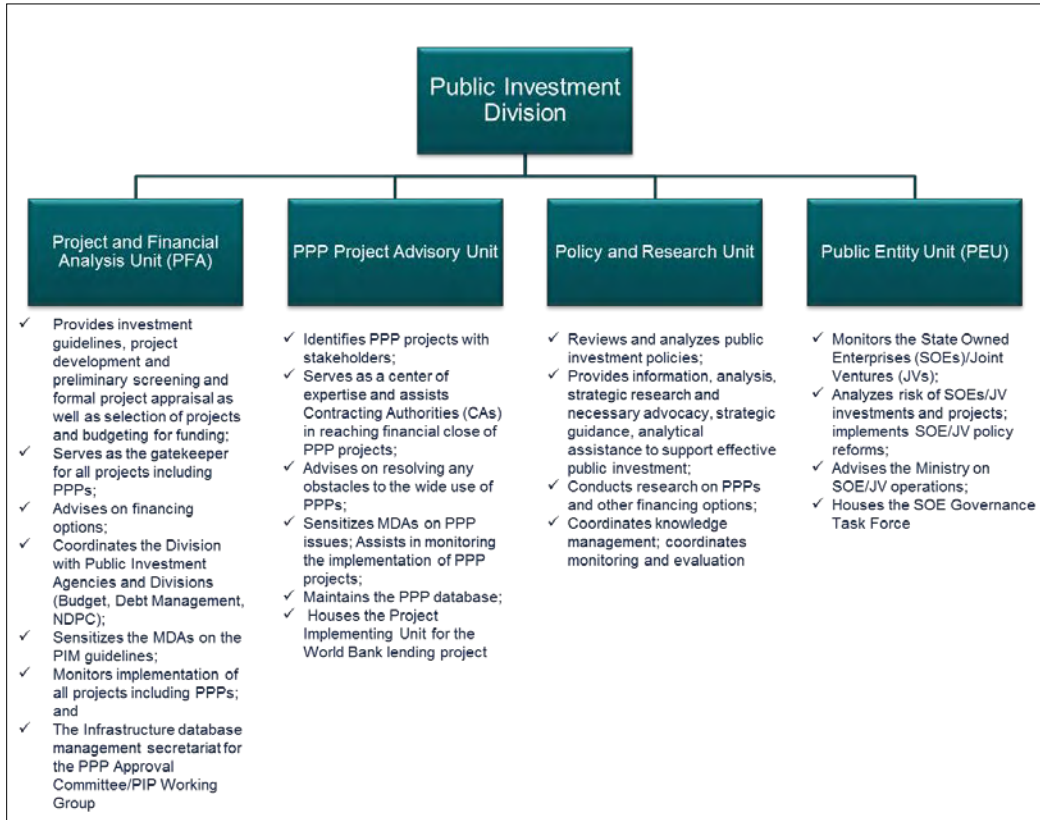 Public Investment
Division
Project and Financial
Analysis Unit (PFA)
✓ Provides investment
guidelines, project
development and
preliminary screening and
formal project appraisal as
well as selection of projects
and budgeting for funding;
✓ Serves as the gatekeeper
for all projects including
PPPs;
✓ Advises on financing
options;
✓ Coordinates the Division
with Public Investment
Agencies and Divisions
(Budget, Debt Management,
NDPC);
✓ Sensitizes the MDAs on the
PIM guidelines;
✓ Monitors implementation of
all projects including PPPs;
and
✓ The Infrastructure database
management secretariat for
the PPP Approval
Committee/PIP Working
Group
PPP Project Advisory Unit
✓ Identifies PPP projects with
stakeholders;
✓ Serves as a center of
expertise and assists
Contracting Authorities (CAs)
in reaching financial close of
PPP projects;
✓ Advises on resolving any
obstacles to the wide use of
PPPs;
✓ Sensitizes MDAs on PPP
issues; Assists in monitoring
the implementation of PPP
projects;
✓ Maintains the PPP database;
✓ Houses the Project
Implementing Unit for the
World Bank lending project
Policy and Research Unit
✓ Reviews and analyzes public
investment policies;
✓ Provides information, analysis,
strategic research and
necessary advocacy, strategic
guidance, analytical
assistance to support effective
public investment;
✓ Conducts research on PPPs
and other financing options;
✓ Coordinates knowledge
management; coordinates
monitoring and evaluation
Public Entity Unit (PEU)
✓ Monitors the State Owned
Enterprises (SOEs)/Joint
Ventures (JVs);
✓ Analyzes risk of SOEs/JV
investments and projects;
implements SOE/JV policy
reforms;
✓ Advises the Ministry on
SOE/JV operations;
✓ Houses the SOE Governance
Task Force